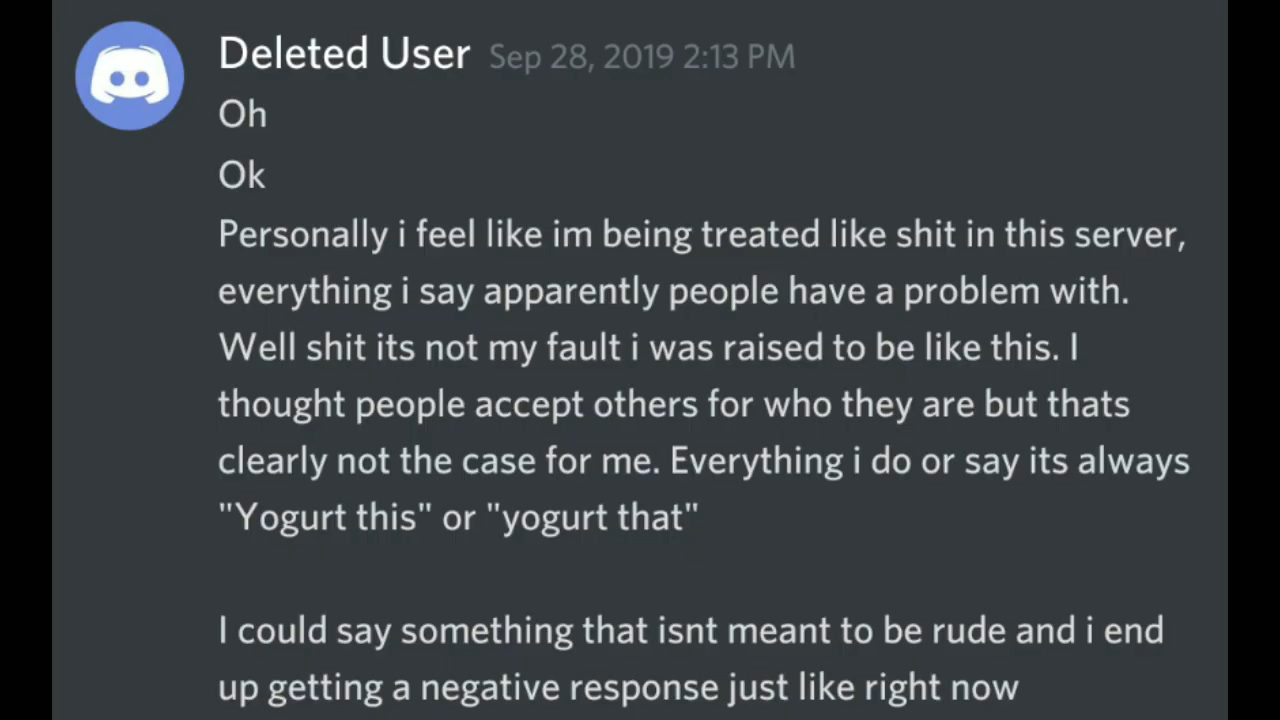 Deleted User Sep 28, 2019 2:13 PM
Oh
Ok
Personally i feel like im being treated like shit in this server,
everything i say apparently people have a problem with.
Well shit its not my fault i was raised to be like this. I
thought people accept others for who they are but thats
clearly not the case for me. Everything i do or say its always
"Yogurt this" or "yogurt that"
I could say something that isnt meant to be rude and i end
up getting a negative response just like right now